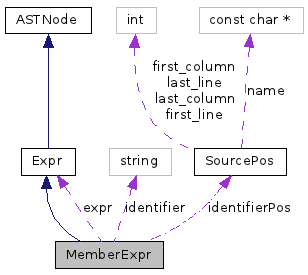 ASTNode
int
const char *
first_column
last_line
last_column
first_line
name
Expr
string
SourcePos
expr
identifier
identifierPos
MemberExpr